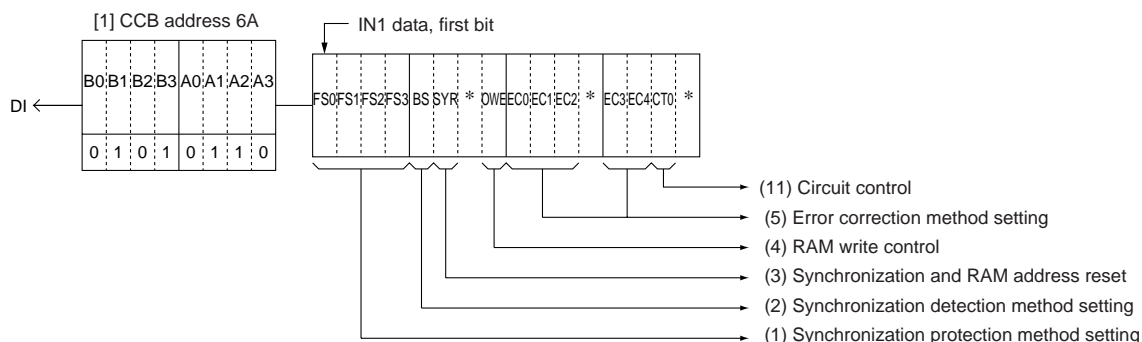 [1] CCB address 6A
IN1 data, first bit
B0 B1 B2 B3 A0 A1 A2 A3
DI
FS0 FS1 FS2 FS3 BS SYR * OWE EC0 EC1 EC2 * EC3 EC4 CT0 *
0 1 0 1 0 1 1 0
(11) Circuit control
(5) Error correction method setting
(4) RAM write control
(3) Synchronization and RAM address reset
(2) Synchronization detection method setting
(1) Synchronization protection method setting